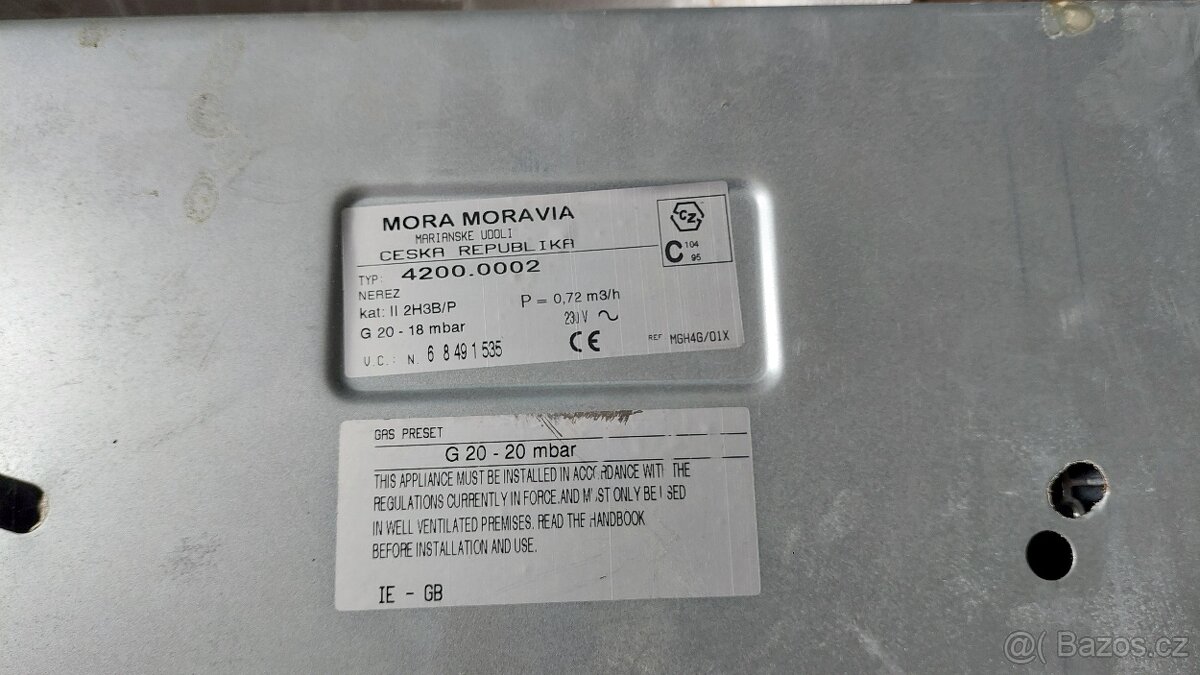 MORA MORAVIA
MARIANSKE UDOLI
CESKA REPUBLIKA
CZ
C 104
95
TYP: 4200.0002
NEREZ
kat: II 2H3B/P
P = 0,72 m3/h
G 20 - 18 mbar
230 V ~
V.C.: N. 6 8 49 1 535
CE
REF MGH4G/01X
GAS PRESET
G 20 - 20 mbar
THIS APPLIANCE MUST BE INSTALLED IN ACCORDANCE WITH THE
REGULATIONS CURRENTLY IN FORCE AND MUST ONLY BE USED
IN WELL VENTILATED PREMISES. READ THE HANDBOOK
BEFORE INSTALLATION AND USE.
IE - GB
@( Bazos.cz